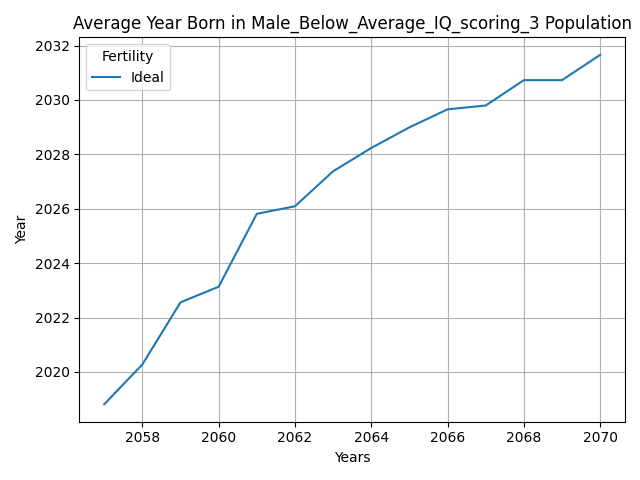 Average Year Born in Male_Below_Average_IQ_scoring_3 Population
Fertility
Ideal
Year
2032
2030
2028
2026
2024
2022
2020
2058 2060 2062 2064 2066 2068 2070
Years